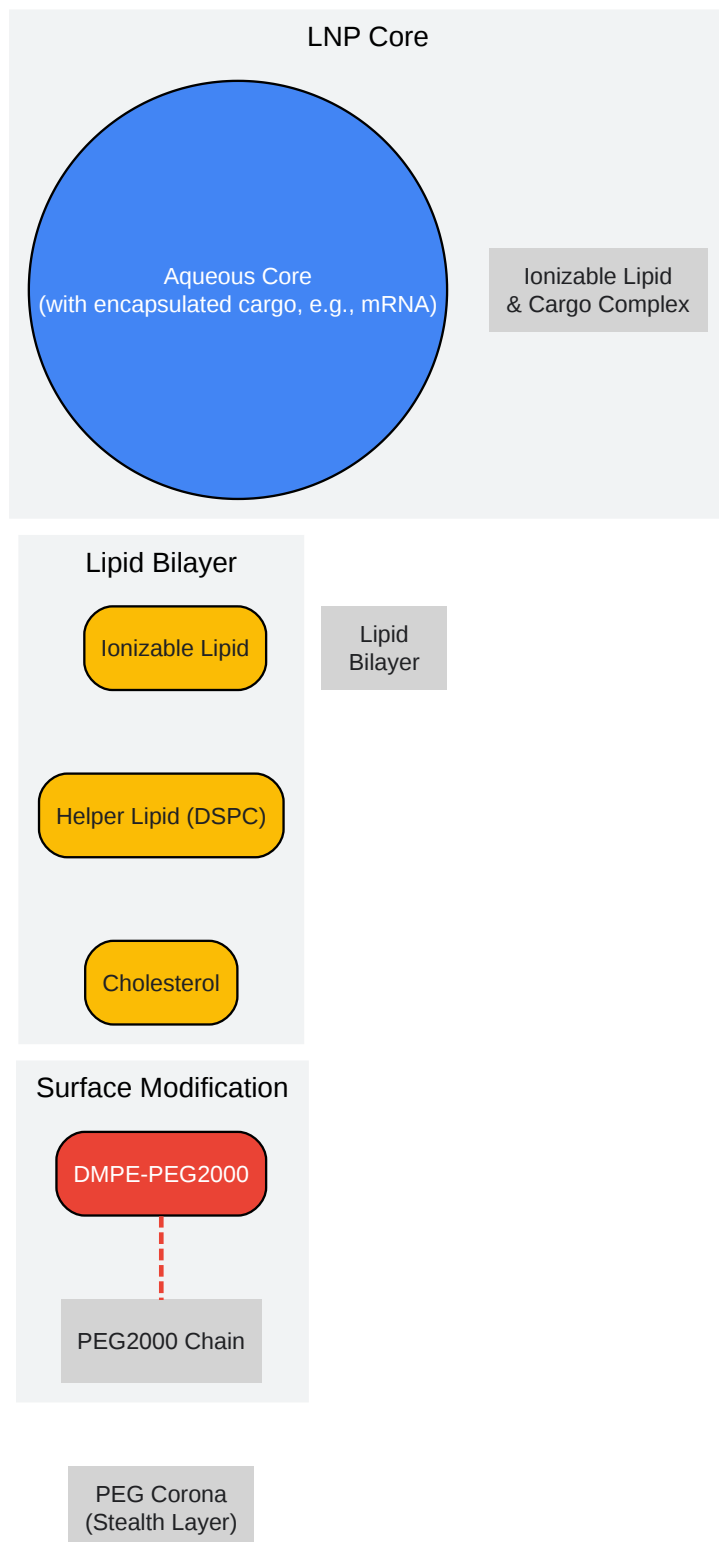 LNP Core
Aqueous Core
(with encapsulated cargo, e.g., mRNA)
Ionizable Lipid
& Cargo Complex
Lipid Bilayer
Ionizable Lipid
Lipid
Bilayer
Helper Lipid (DSPC)
Cholesterol
Surface Modification
DMPE-PEG2000
PEG2000 Chain
PEG Corona
(Stealth Layer)